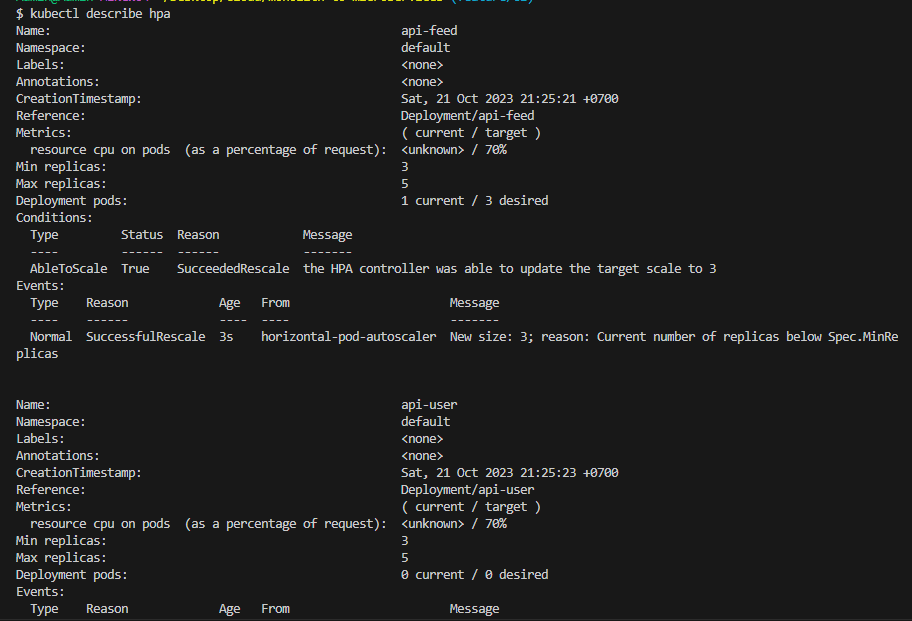 $ kubectl describe hpa
Name: api-feed
Namespace: default
Labels: <none>
Annotations: <none>
CreationTimestamp: Sat, 21 Oct 2023 21:25:21 +0700
Reference: Deployment/api-feed
Metrics: ( current / target )
resource cpu on pods (as a percentage of request): <unknown> / 70%
Min replicas: 3
Max replicas: 5
Deployment pods: 1 current / 3 desired
Conditions:
Type Status Reason Message
---- ------ ------ -------
AbleToScale True SucceededRescale the HPA controller was able to update the target scale to 3
Events:
Type Reason Age From Message
---- ------ ---- ---- -------
Normal SuccessfulRescale 3s horizontal-pod-autoscaler New size: 3; reason: Current number of replicas below Spec.MinRe
plicas
Name: api-user
Namespace: default
Labels: <none>
Annotations: <none>
CreationTimestamp: Sat, 21 Oct 2023 21:25:23 +0700
Reference: Deployment/api-user
Metrics: ( current / target )
resource cpu on pods (as a percentage of request): <unknown> / 70%
Min replicas: 3
Max replicas: 5
Deployment pods: 0 current / 0 desired
Events:
Type Reason Age From Message